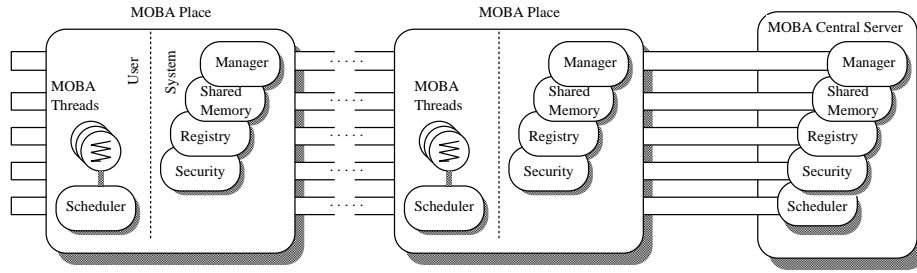 MOBA Place
User
System
MOBA
Threads
Manager
Shared
Memory
Registry
Security
Scheduler
MOBA Place
MOBA
Threads
Manager
Shared
Memory
Registry
Security
Scheduler
MOBA Central Server
Manager
Shared
Memory
Registry
Security
Scheduler